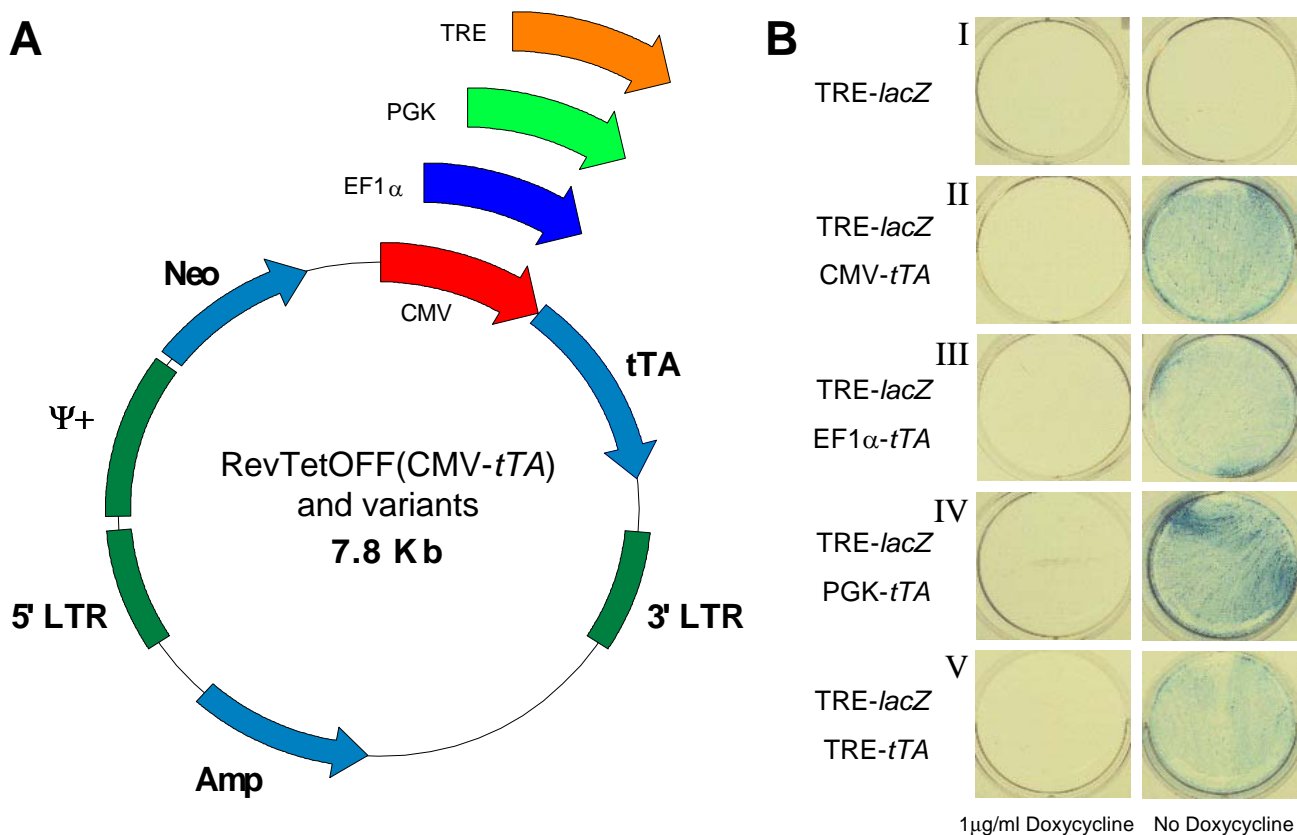 A
TRE
PGK
EF1α
CMV
Neo
tTA
Ψ+
RevTetOFF(CMV-tTA)
and variants
7.8 Kb
5' LTR
3' LTR
Amp
B
I
TRE-lacZ
II
TRE-lacZ
CMV-tTA
III
TRE-lacZ
EF1α-tTA
IV
TRE-lacZ
PGK-tTA
V
TRE-lacZ
TRE-tTA
1μg/ml Doxycycline No Doxycycline